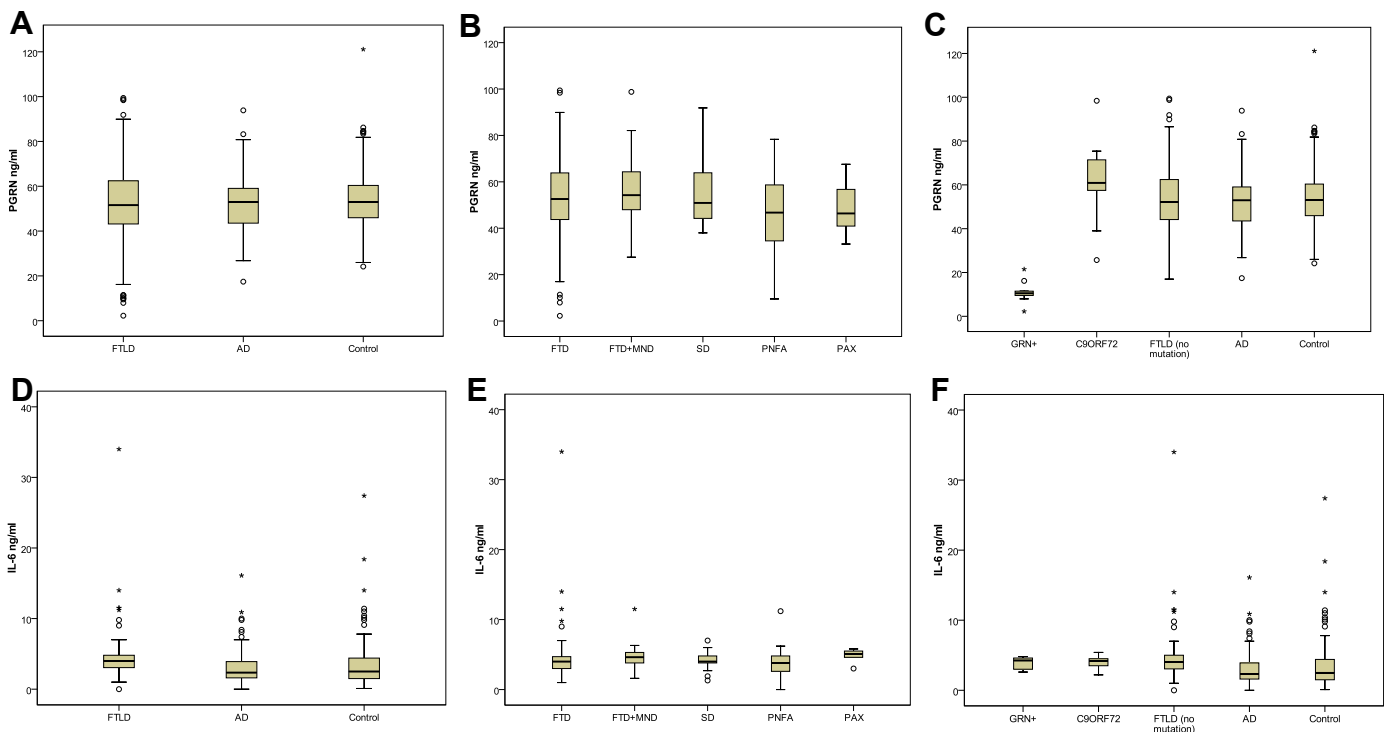 A
PGRN ng/ml
120
100
80
60
40
20
0
FTLD
AD
Control
B
PGRN ng/ml
120
100
80
60
40
20
0
FTD
FTD+MND
SD
PNFA
PAX
C
PGRN ng/ml
120
100
80
60
40
20
0
GRN+
C9ORF72
FTLD (no
mutation)
AD
Control
D
IL-6 ng/ml
40
30
20
10
0
FTLD
AD
Control
E
IL-6 ng/ml
40
30
20
10
0
FTD
FTD+MND
SD
PNFA
PAX
F
IL-6 ng/ml
40
30
20
10
0
GRN+
C9ORF72
FTLD (no
mutation)
AD
Control